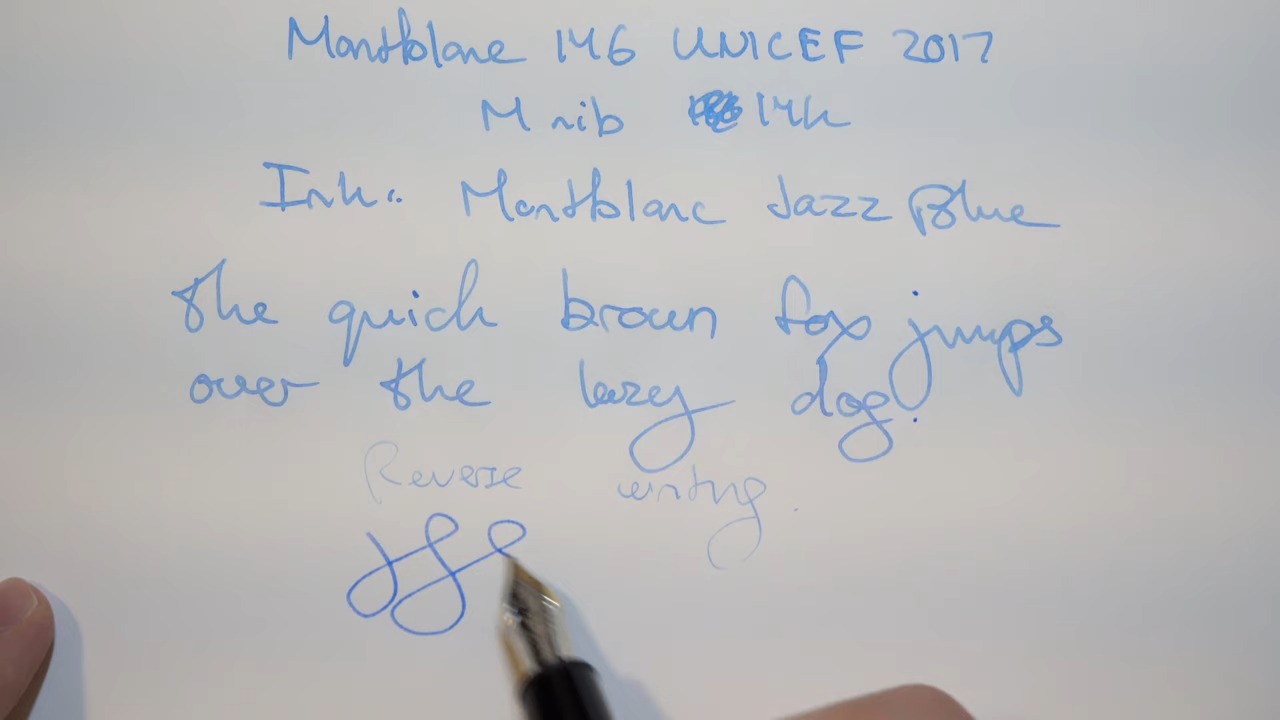 Montblanc 146 UNICEF 2017
M nib 14k
Ink: Montblanc Jazz Blue
the quick brown fox jumps
over the lazy dog.
Reverse writing.